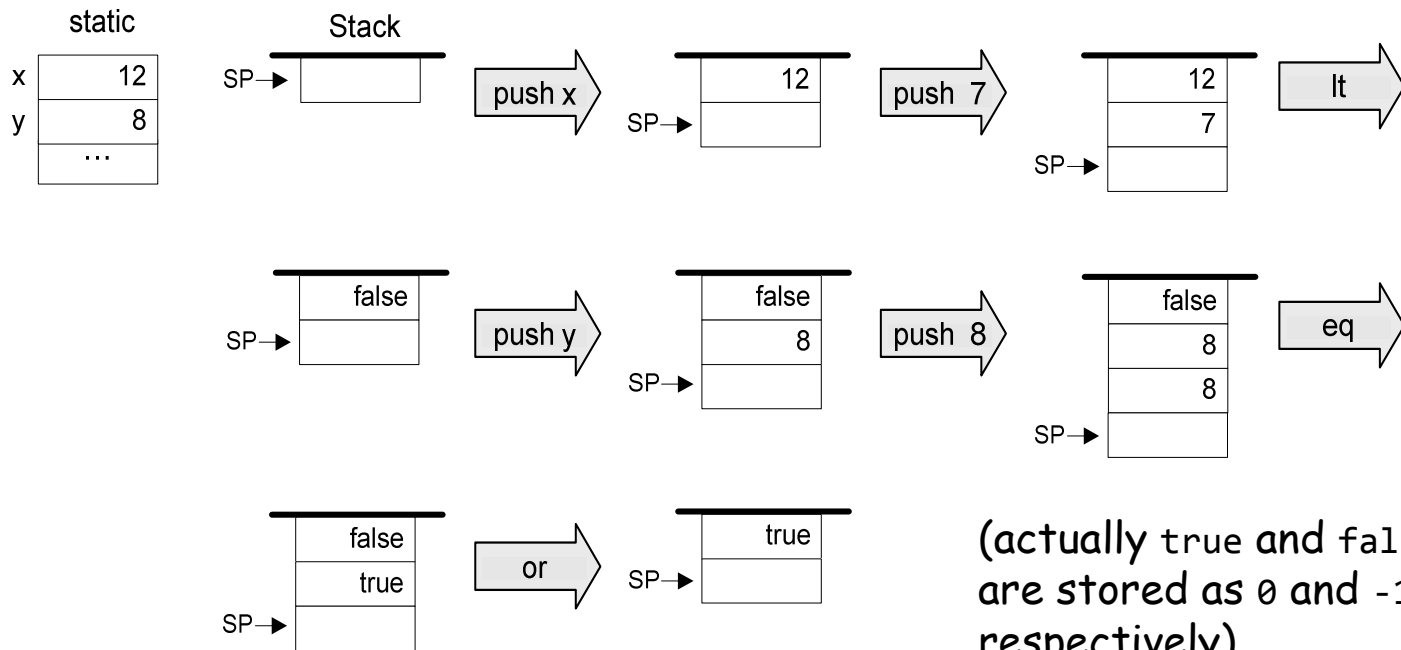 static
Stack
x 12
y 8
...
SP
push x
12
SP
push 7
12
7
SP
lt
false
SP
push y
false
8
SP
push 8
false
8
8
SP
eq
false
true
SP
or
true
SP
(actually true and fal
are stored as 0 and -1
respectively)